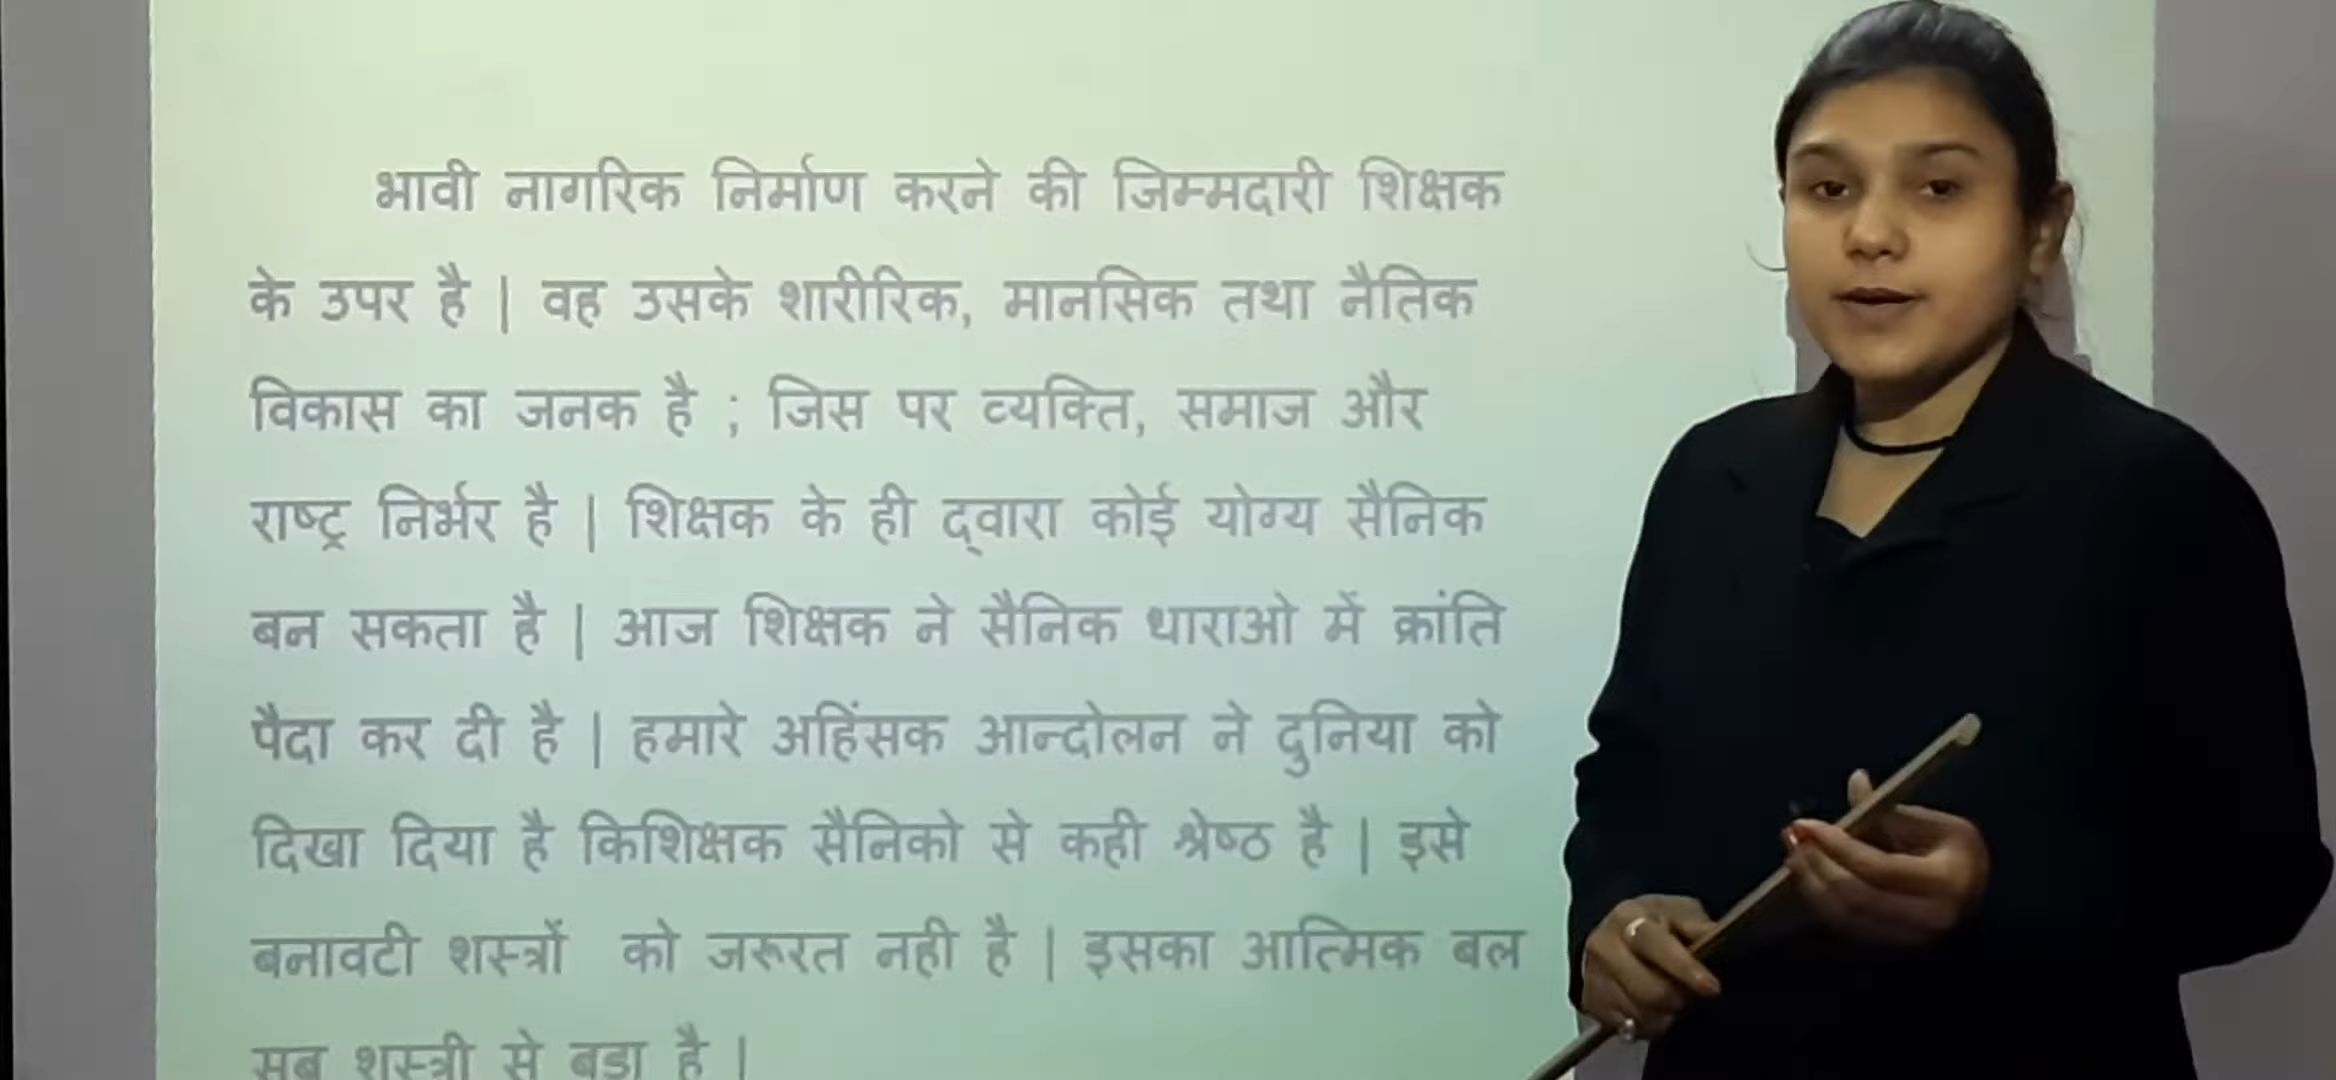 भावी नागरिक निर्माण करने की जिम्मदारी शिक्षक
के उपर है | वह उसके शारीरिक, मानसिक तथा नैतिक
विकास का जनक है ; जिस पर व्यक्ति, समाज और
राष्ट्र निर्भर है | शिक्षक के ही द्वारा कोई योग्य सैनिक
बन सकता है | आज शिक्षक ने सैनिक धाराओ में क्रांति
पैदा कर दी है | हमारे अहिंसक आन्दोलन ने दुनिया को
दिखा दिया है किशिक्षक सैनिको से कही श्रेष्ठ है | इसे
बनावटी शस्त्रों को जरूरत नही है | इसका आत्मिक बल
सब शस्त्री से बडा है |